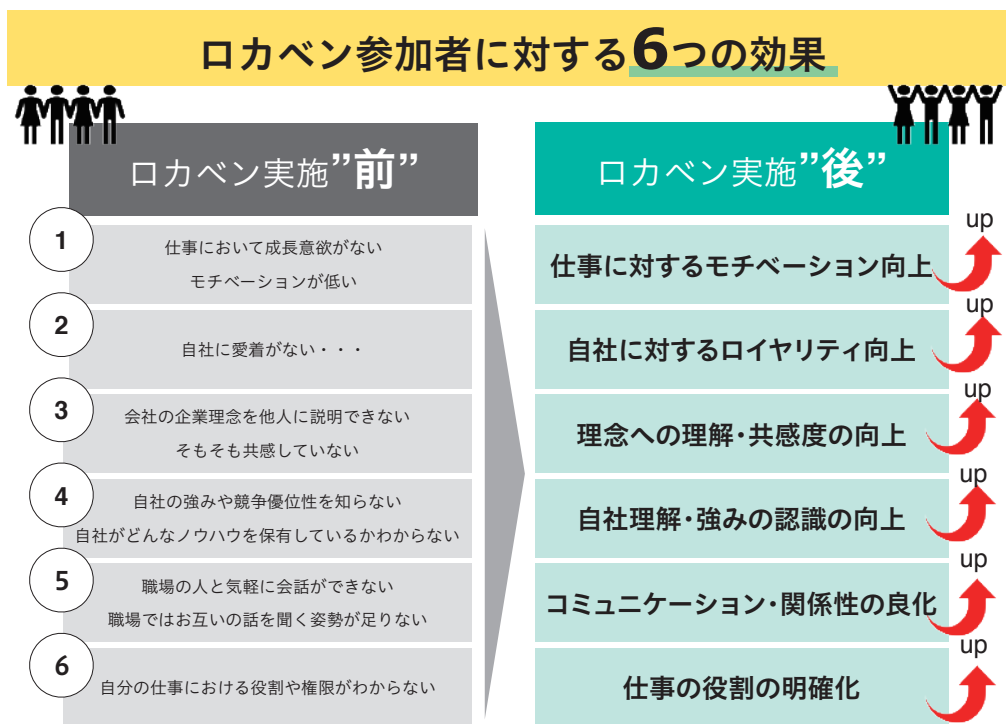 ロカベン参加者に対する6つの効果
ロカベン実施”前”
ロカベン実施”後”
1
仕事において成長意欲がない
モチベーションが低い
仕事に対するモチベーション向上
up
2
自社に愛着がない・・・
自社に対するロイヤリティ向上
up
3
会社の企業理念を他人に説明できない
そもそも共感していない
理念への理解・共感度の向上
up
4
自社の強みや競争優位性を知らない
自社がどんなノウハウを保有しているかわからない
自社理解・強みの認識の向上
up
5
職場の人と気軽に会話ができない
職場ではお互いの話を聞く姿勢が足りない
コミュニケーション・関係性の良化
up
6
自分の仕事における役割や権限がわからない
仕事の役割の明確化
up